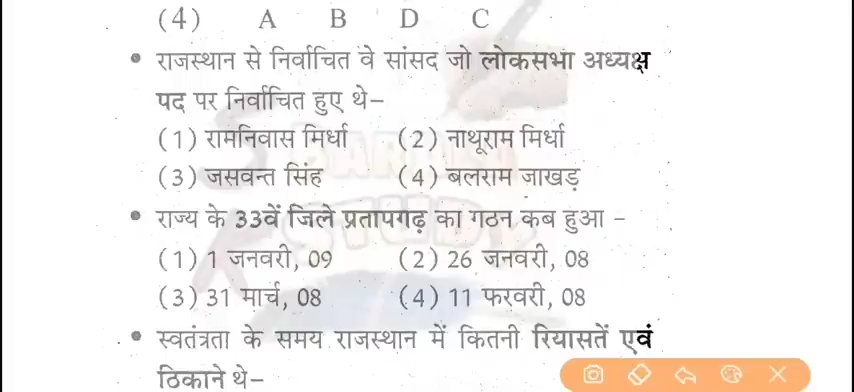 (4) A B D C
• राजस्थान से निर्वाचित वे सांसद जो लोकसभा अध्यक्ष
पद पर निर्वाचित हुए थे–
(1) रामनिवास मिर्धा (2) नाथूराम मिर्धा
(3) जसवन्त सिंह (4) बलराम जाखड़
• राज्य के 33वें जिले प्रतापगढ़ का गठन कब हुआ –
(1) 1 जनवरी, 09 (2) 26 जनवरी, 08
(3) 31 मार्च, 08 (4) 11 फरवरी, 08
• स्वतंत्रता के समय राजस्थान में कितनी रियासतें एवं
ठिकाने थे–